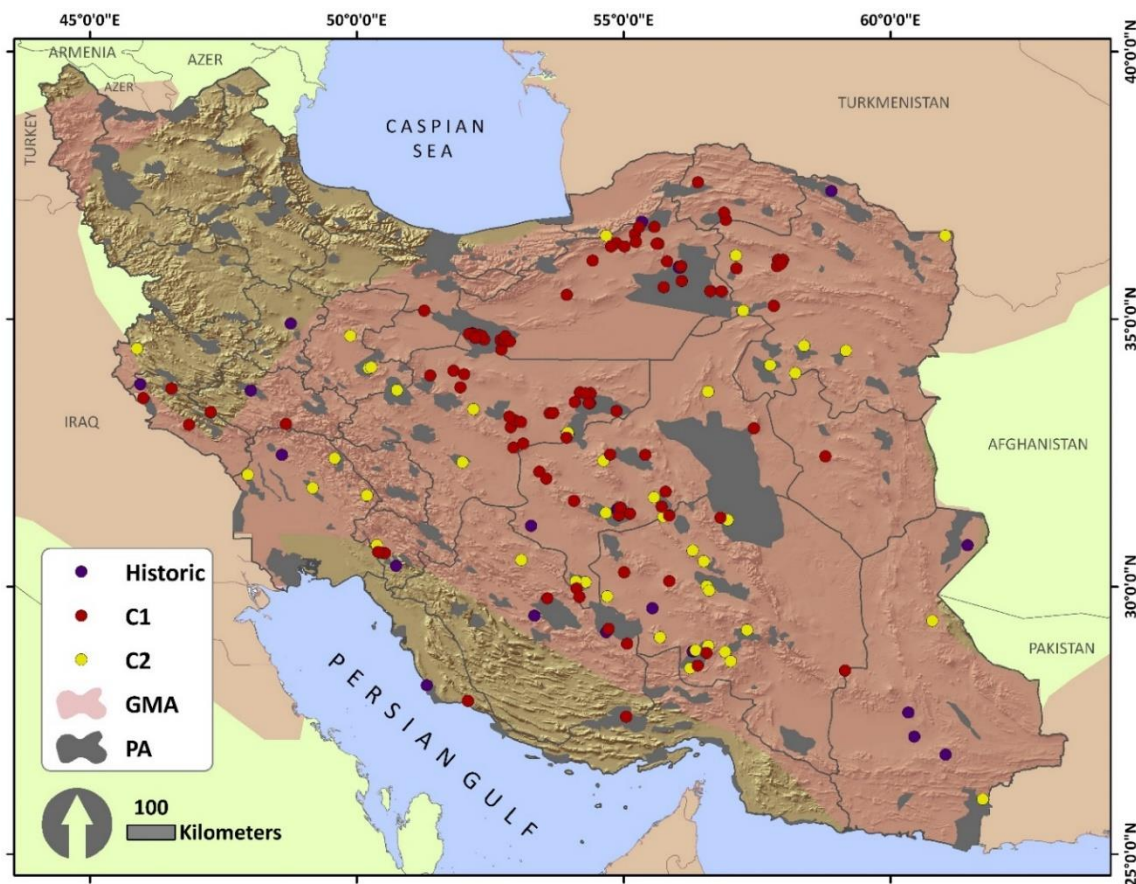 45°0'0"E 50°0'0"E 55°0'0"E 60°0'0"E
40°0'0"N
35°0'0"N
30°0'0"N
25°0'0"N
ARMENIA
AZER
AZER
TURKEY
CASPIAN
SEA
TURKMENISTAN
IRAQ
AFGHANISTAN
PAKISTAN
PERSIAN GULF
Historic
C1
C2
GMA
PA
100
Kilometers